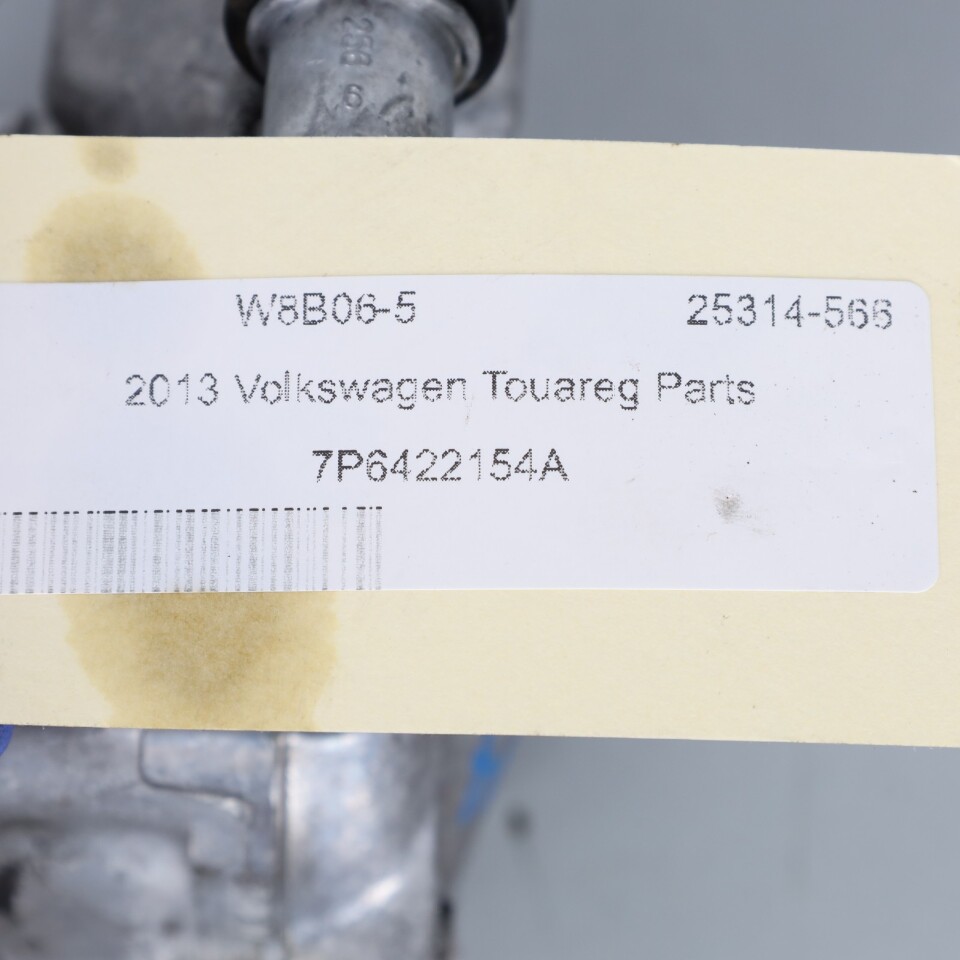 W8B06-5 25314-566
2013 Volkswagen Touareg Parts
7P6422154A